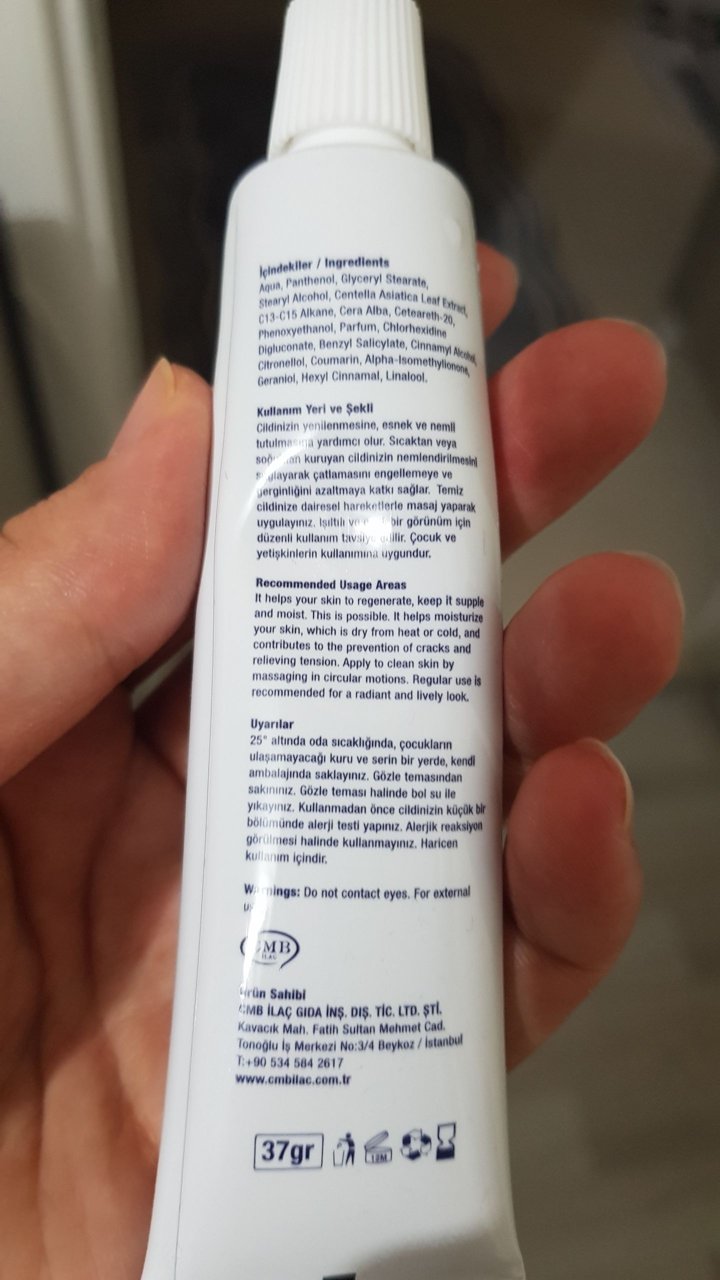 İçindekiler / Ingredients
Aqua, Panthenol, Glyceryl Stearate,
Stearyl Alcohol, Centella Asiatica Leaf Extract,
C13-C15 Alkane, Cera Alba, Ceteareth-20,
Phenoxyethanol, Parfum, Chlorhexidine
Digluconate, Benzyl Salicylate, Cinnamyl Alcohol,
Citronellol, Coumarin, Alpha-Isomethylionone,
Geraniol, Hexyl Cinnamal, Linalool.
Kullanım Yeri ve Şekli
Cildinizin yenilenmesine, esnek ve nemli
tutulmasına yardımcı olur. Sıcaktan veya
soğuktan kuruyan cildinizin nemlendirilmesini
sağlayarak çatlamasını engellemeye ve
gerginliğini azaltmaya katkı sağlar. Temiz
cildinize dairesel hareketlerle masaj yaparak
uygulayınız. Işıltılı ve bir görünüm için
düzenli kullanım tavsiye edilir. Çocuk ve
yetişkinlerin kullanımına uygundur.
Recommended Usage Areas
It helps your skin to regenerate, keep it supple
and moist. This is possible. It helps moisturize
your skin, which is dry from heat or cold, and
contributes to the prevention of cracks and
relieving tension. Apply to clean skin by
massaging in circular motions. Regular use is
recommended for a radiant and lively look.
Uyarılar
25° altında oda sıcaklığında, çocukların
ulaşamayacağı kuru ve serin bir yerde, kendi
ambalajında saklayınız. Gözle temasından
sakınınız. Gözle teması halinde bol su ile
yıkayınız. Kullanmadan önce cildinizin küçük bir
bölümünde alerji testi yapınız. Alerjik reaksiyon
görülmesi halinde kullanmayınız. Haricen
kullanım içindir.
Warnings: Do not contact eyes. For external
CMB
İLAÇ
Ürün Sahibi
CMB İLAÇ GIDA İNŞ. DIŞ. TİC. LTD. ŞTİ.
Kavacık Mah. Fatih Sultan Mehmet Cad.
Tonoğlu İş Merkezi No:3/4 Beykoz / İstanbul
T:+90 534 584 2617
www.cmbilac.com.tr
37gr
12M